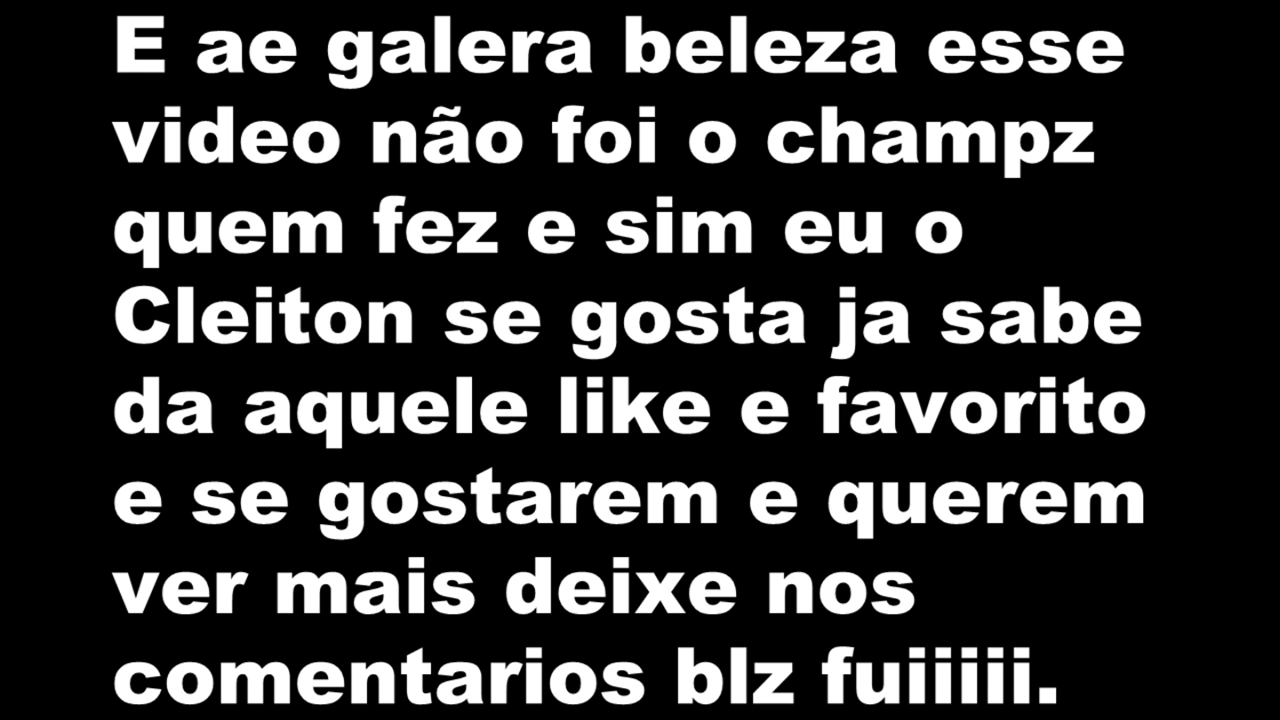 E ae galera beleza esse
video não foi o champz
quem fez e sim eu o
Cleiton se gosta ja sabe
da aquele like e favorito
e se gostarem e querem
ver mais deixe nos
comentarios blz fuiiiii.